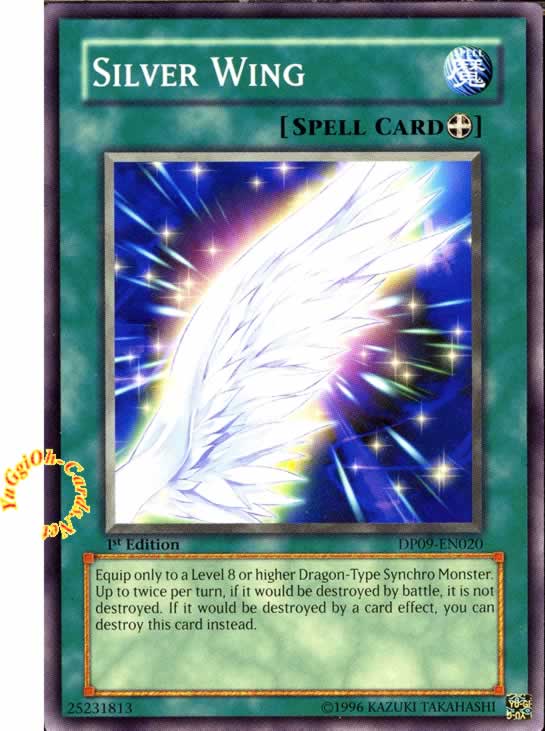 SILVER WING
魔
[SPELL CARD]
1st Edition
DP09-EN020
Equip only to a Level 8 or higher Dragon-Type Synchro Monster.
Up to twice per turn, if it would be destroyed by battle, it is not
destroyed. If it would be destroyed by a card effect, you can
destroy this card instead.
25231813
©1996 KAZUKI TAKAHASHI
YuGgiOh-Cards.Net